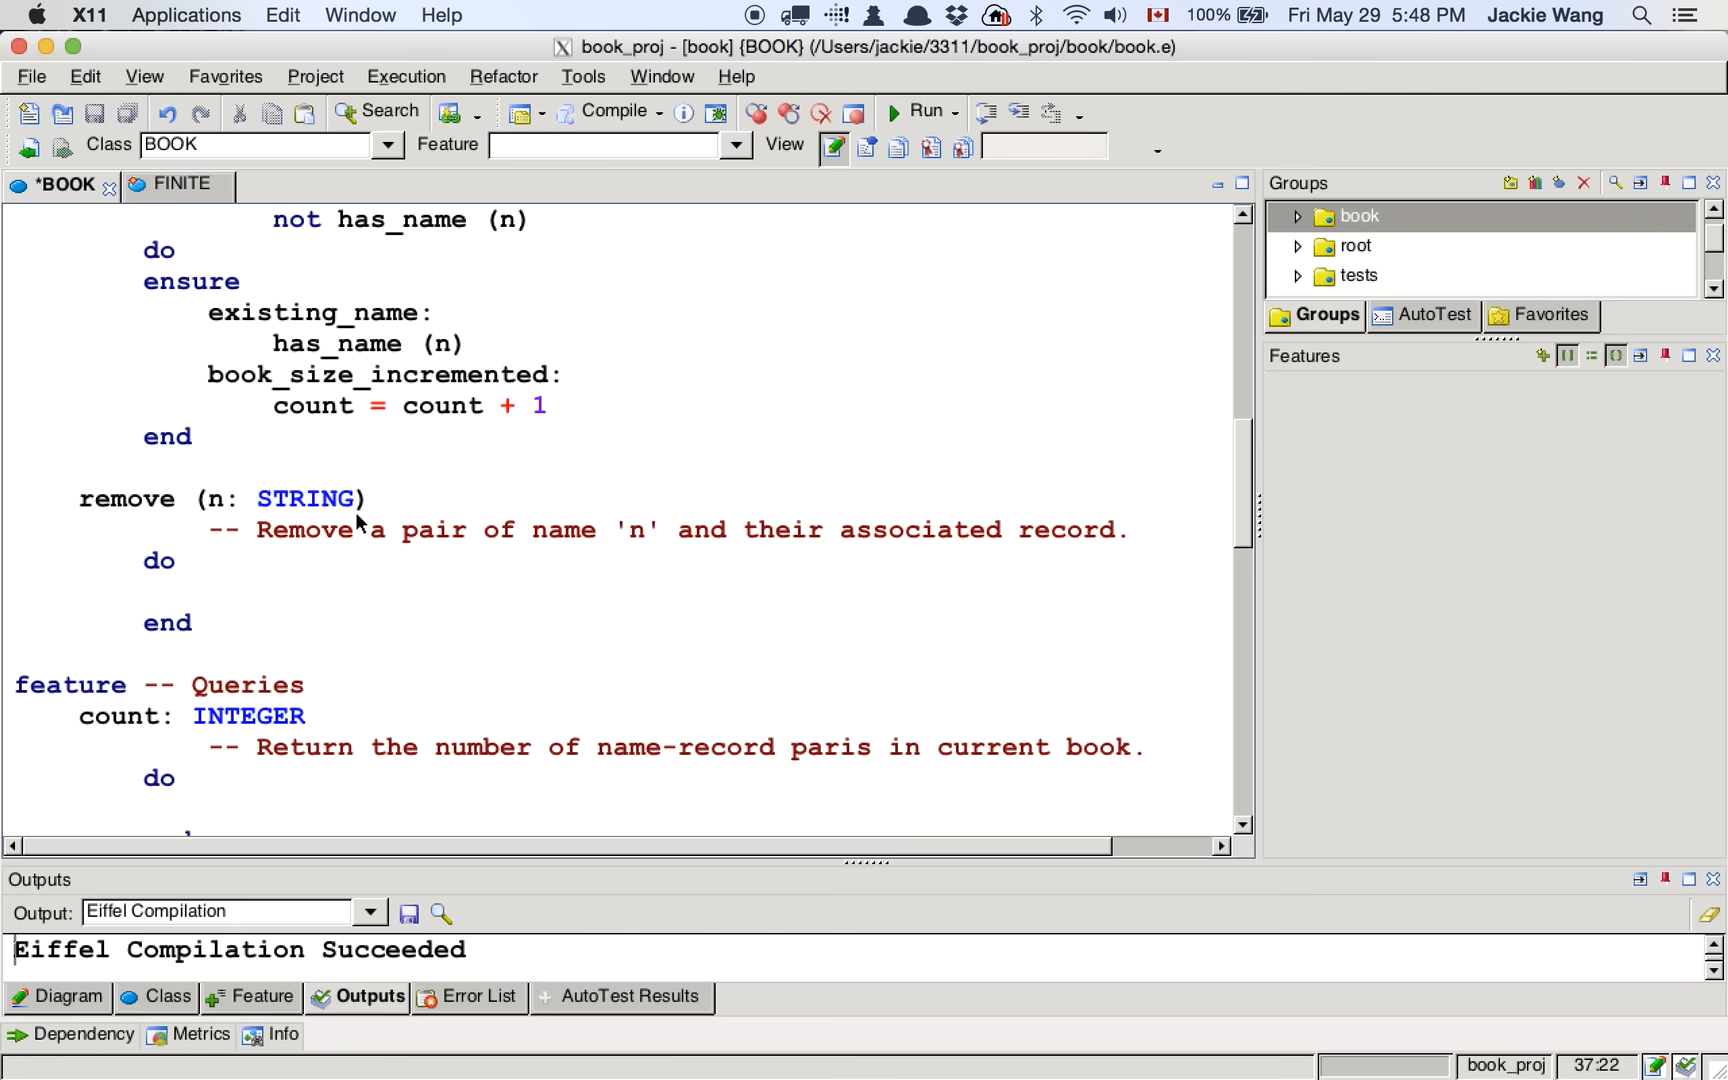 X11 Applications Edit Window Help 100% Fri May 29 5:48 PM Jackie Wang
book_proj - [book] {BOOK} (/Users/jackie/3311/book_proj/book/book.e)
File Edit View Favorites Project Execution Refactor Tools Window Help
Search Compile Run
Class BOOK Feature View
*BOOK FINITE
not has_name (n)
do
ensure
existing_name:
has_name (n)
book_size_incremented:
count = count + 1
end
remove (n: STRING)
-- Remove a pair of name 'n' and their associated record.
do
end
feature -- Queries
count: INTEGER
-- Return the number of name-record paris in current book.
do
Groups
book
root
tests
Groups AutoTest Favorites
Features
Outputs
Output: Eiffel Compilation
Eiffel Compilation Succeeded
Diagram Class Feature Outputs Error List AutoTest Results
Dependency Metrics Info
book_proj 37:22